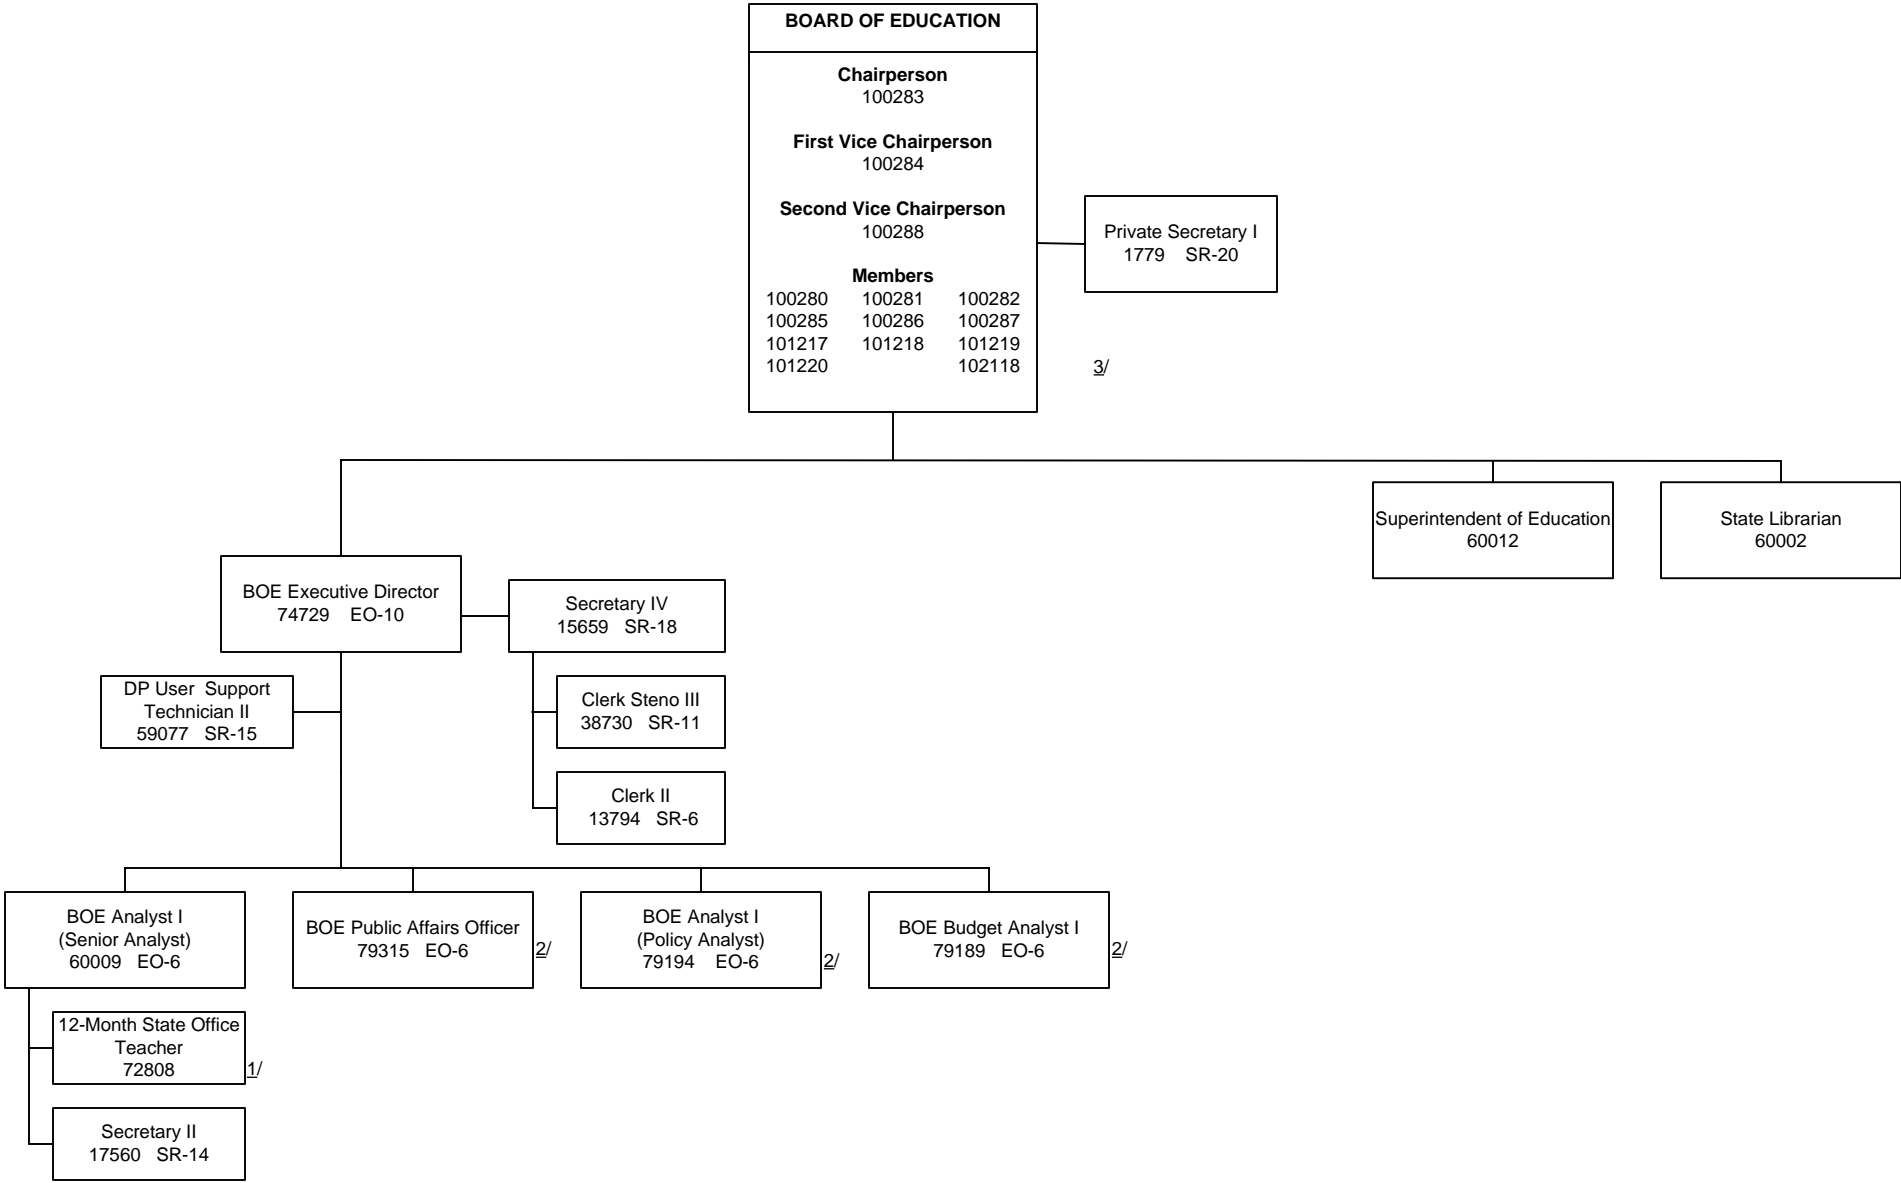 BOARD OF EDUCATION
Chairperson
100283
First Vice Chairperson
100284
Second Vice Chairperson
100288
Members
100280 100281 100282
100285 100286 100287
101217 101218 101219
101220 102118
3/
Private Secretary I
1779 SR-20
Superintendent of Education
60012
State Librarian
60002
BOE Executive Director
74729 EO-10
Secretary IV
15659 SR-18
DP User Support
Technician II
59077 SR-15
Clerk Steno III
38730 SR-11
Clerk II
13794 SR-6
BOE Analyst I
(Senior Analyst)
60009 EO-6
BOE Public Affairs Officer
79315 EO-6
2/
BOE Analyst I
(Policy Analyst)
79194 EO-6
2/
BOE Budget Analyst I
79189 EO-6
2/
12-Month State Office
Teacher
72808
1/
Secretary II
17560 SR-14